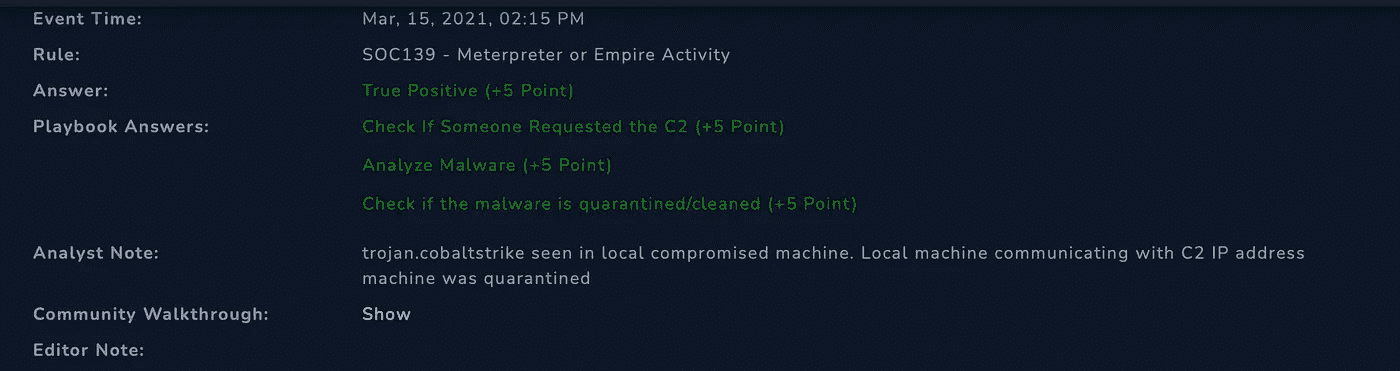 Event Time: Mar, 15, 2021, 02:15 PM
Rule: SOC139 - Meterpreter or Empire Activity
Answer: True Positive (+5 Point)
Playbook Answers: Check If Someone Requested the C2 (+5 Point)
Analyze Malware (+5 Point)
Check if the malware is quarantined/cleaned (+5 Point)
Analyst Note: trojan.cobaltstrike seen in local compromised machine. Local machine communicating with C2 IP address
machine was quarantined
Community Walkthrough: Show
Editor Note: